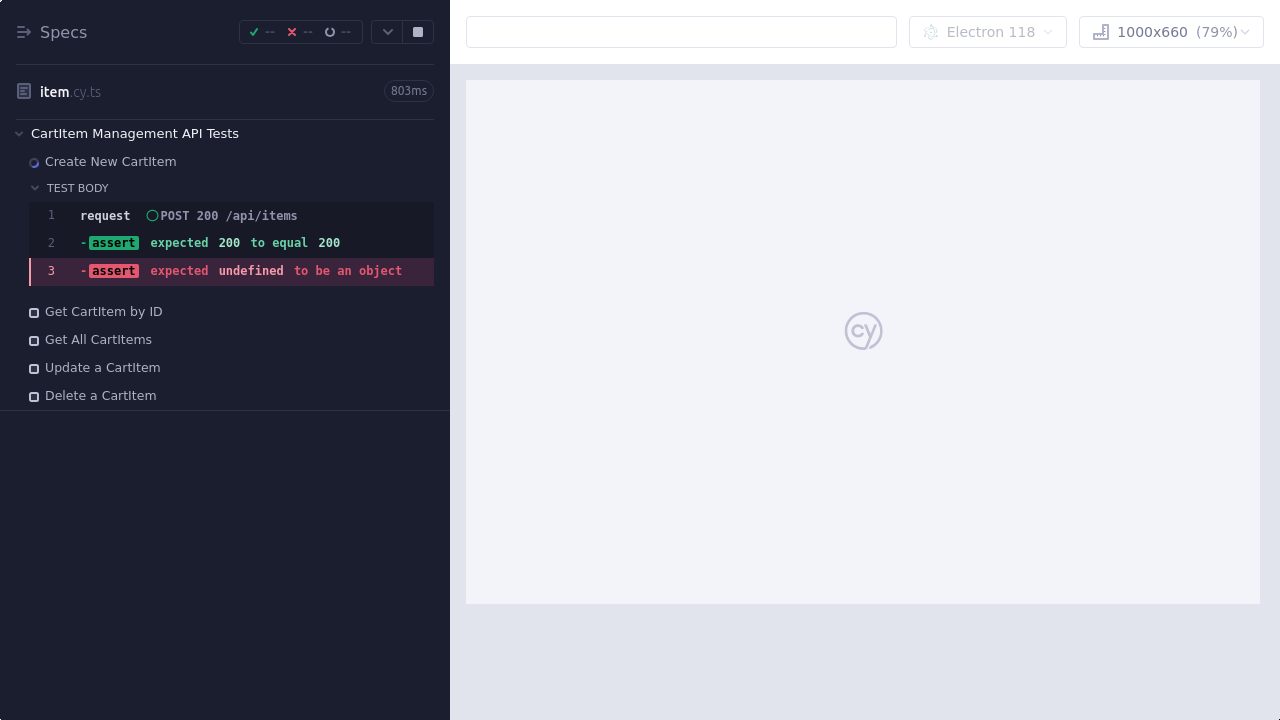 Specs
-- -- --
Electron 118
1000x660 (79%)
item.cy.ts
803ms
CartItem Management API Tests
Create New CartItem
TEST BODY
1 request POST 200 /api/items
2 -assert expected 200 to equal 200
3 -assert expected undefined to be an object
Get CartItem by ID
Get All CartItems
Update a CartItem
Delete a CartItem
cy